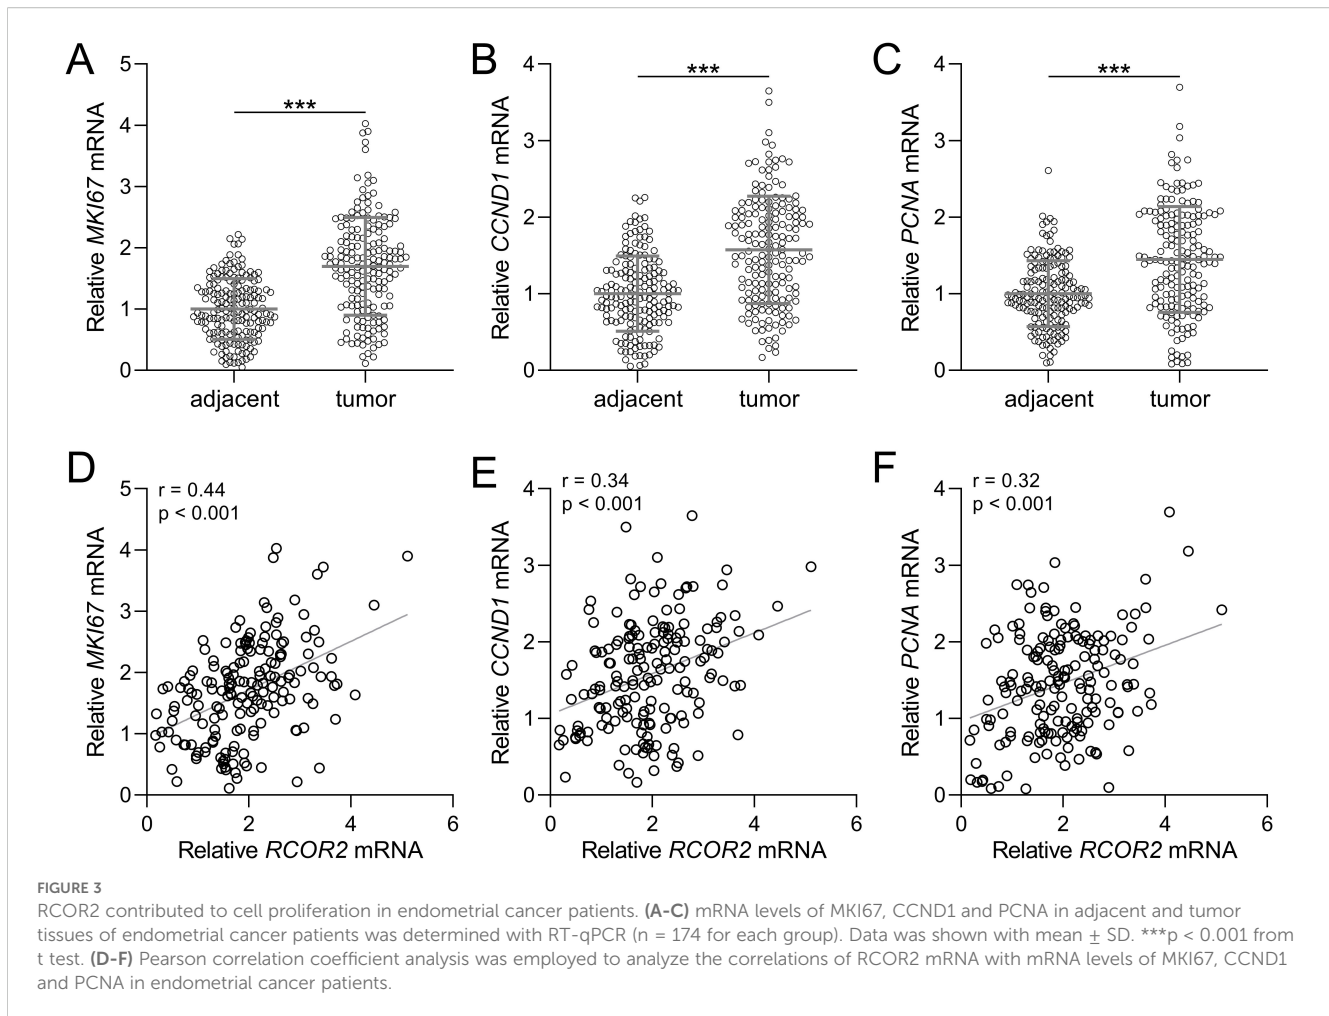 A
Relative MKI67 mRNA
5
4
3
2
1
0
***
adjacent
tumor
B
Relative CCND1 mRNA
4
3
2
1
0
***
adjacent
tumor
C
Relative PCNA mRNA
4
3
2
1
0
***
adjacent
tumor
D
r = 0.44
p < 0.001
Relative MKI67 mRNA
5
4
3
2
1
0
0
2
4
6
Relative RCOR2 mRNA
E
r = 0.34
p < 0.001
Relative CCND1 mRNA
4
3
2
1
0
0
2
4
6
Relative RCOR2 mRNA
F
r = 0.32
p < 0.001
Relative PCNA mRNA
4
3
2
1
0
0
2
4
6
Relative RCOR2 mRNA
FIGURE 3
RCOR2 contributed to cell proliferation in endometrial cancer patients. (A-C) mRNA levels of MKI67, CCND1 and PCNA in adjacent and tumor
tissues of endometrial cancer patients was determined with RT-qPCR (n = 174 for each group). Data was shown with mean ± SD. ***p < 0.001 from
t test. (D-F) Pearson correlation coefficient analysis was employed to analyze the correlations of RCOR2 mRNA with mRNA levels of MKI67, CCND1
and PCNA in endometrial cancer patients.